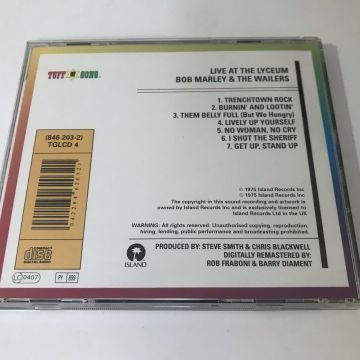 TUFF GONG
LIVE AT THE LYCEUM
BOB MARLEY & THE WAILERS
(846 203-2)
TGLCD 4
1. TRENCHTOWN ROCK
2. BURNIN' AND LOOTIN'
3. THEM BELLY FULL (But We Hungry)
4. LIVELY UP YOURSELF
5. NO WOMAN, NO CRY
6. I SHOT THE SHERIFF
7. GET UP, STAND UP
℗ 1975 Island Records Inc
© 1975 Island Records Inc
The copyright in this sound recording and artwork is
owned by Island Records Inc and is exclusively licensed to
Island Records Ltd in the UK
WARNING: All rights reserved. Unauthorised copying, reproduction,
hiring, lending, public performance and broadcasting prohibited.
COMPACT
disc
DIGITAL AUDIO
ISLAND
PRODUCED BY: STEVE SMITH & CHRIS BLACKWELL
DIGITALLY REMASTERED BY:
ROB FRABONI & BARRY DIAMENT
LC 0407